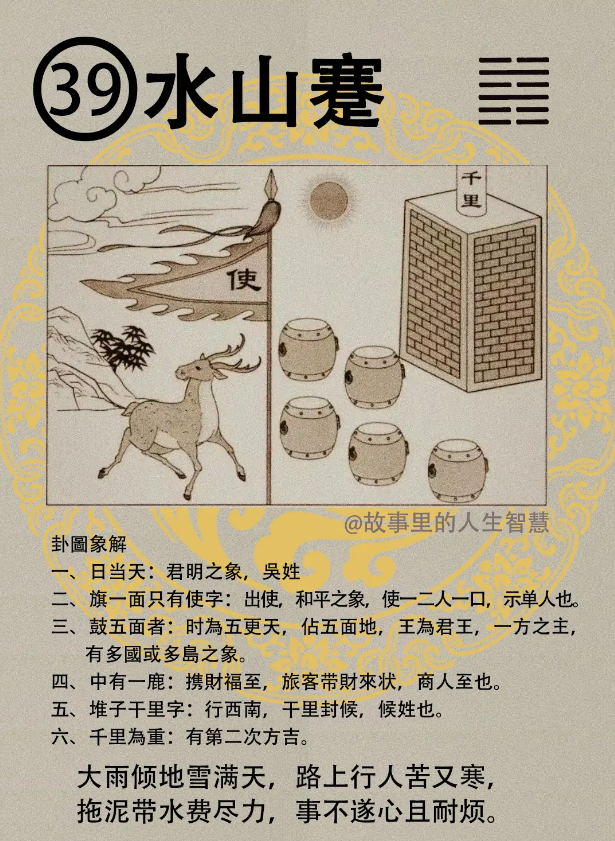 39 水山蹇
千里
使
@故事里的人生智慧
卦圖象解
一、日当天：君明之象，吳姓
二、旗一面只有使字：出使，和平之象，使一二人一口，示单人也。
三、鼓五面者：时為五更天，佔五面地，王為君王，一方之主，
有多國或多島之象。
四、中有一鹿：携財福至，旅客带財來状，商人至也。
五、堆子干里字：行西南，干里封候，候姓也。
六、千里為重：有第二次方吉。
大雨倾地雪满天，路上行人苦又寒，
拖泥带水费尽力，事不遂心且耐烦。